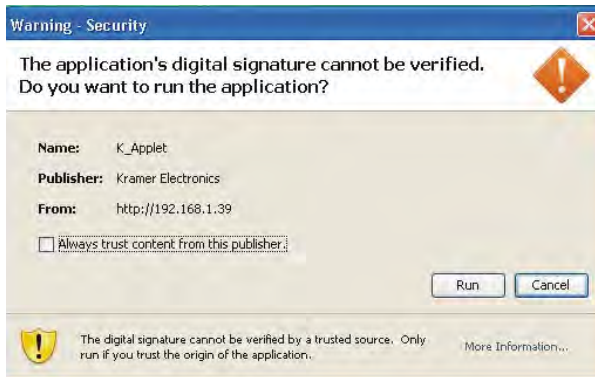 Warning - Security
The application's digital signature cannot be verified.
Do you want to run the application?
Name: K_Applet
Publisher: Kramer Electronics
From: http://192.168.1.39
Always trust content from this publisher.
Run Cancel
The digital signature cannot be verified by a trusted source. Only
run if you trust the origin of the application.
More Information...